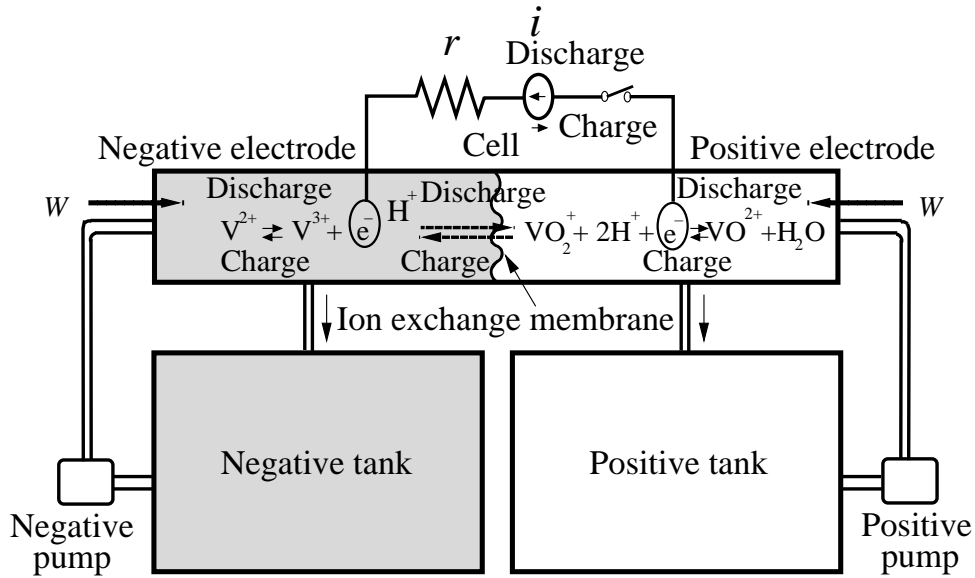 i
r
Discharge
Cell
Charge
Negative electrode
Positive electrode
Discharge
H⁺
Discharge
Discharge
W
W
V²⁺ ⇄ V³⁺ + e⁻
VO₂⁺ + 2H⁺ + e⁻ ⇄ VO²⁺ + H₂O
Charge
Charge
Charge
Ion exchange membrane
Negative tank
Positive tank
Negative
pump
Positive
pump